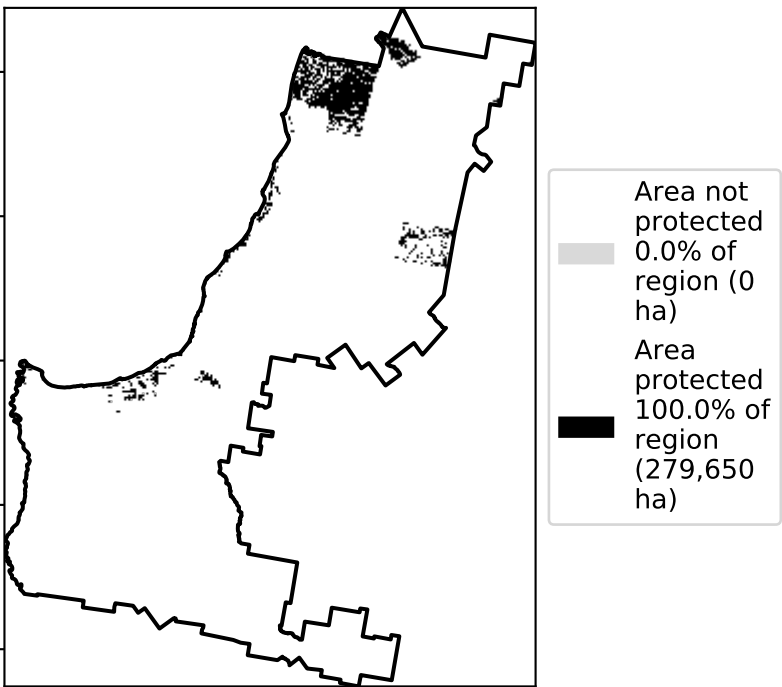 Area not
protected
0.0% of
region (0
ha)
Area
protected
100.0% of
region
(279,650
ha)